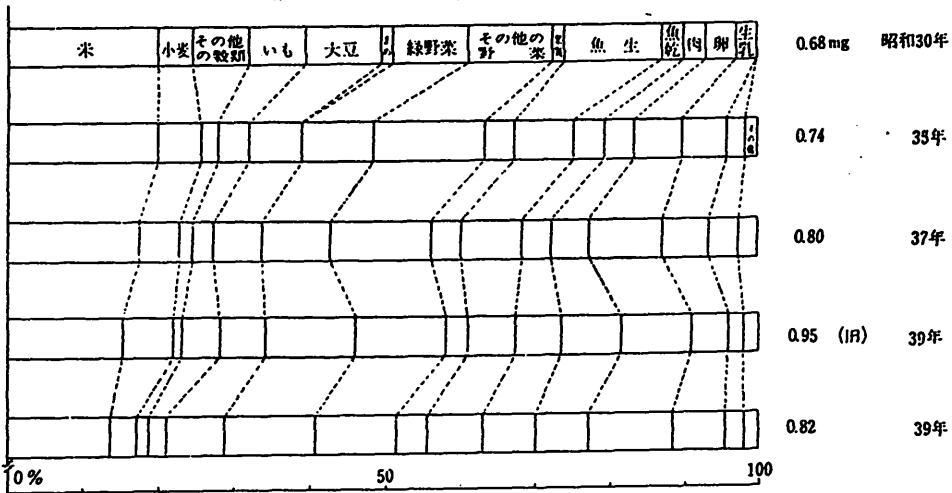 米 小麦 その他の穀類 いも 大豆 緑野菜 その他の野菜 魚生 魚乾 肉 卵 生乳 0.68mg 昭和30年
0.74 35年
0.80 37年
0.95 (旧) 39年
0.82 39年
0% 50 100